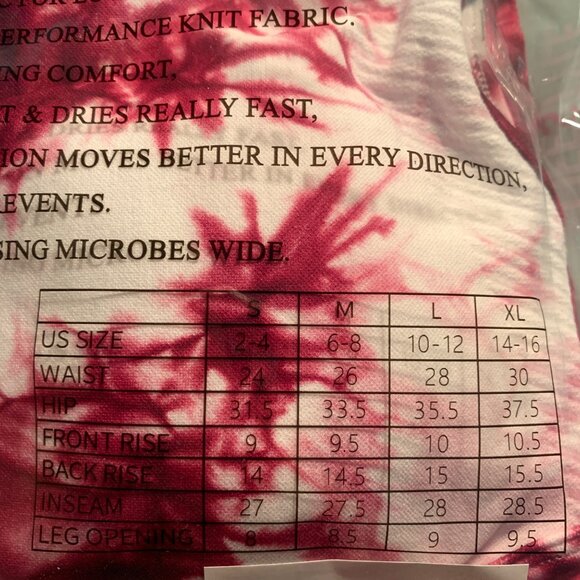 PERFORMANCE KNIT FABRIC.
ING COMFORT,
T & DRIES REALLY FAST,
ION MOVES BETTER IN EVERY DIRECTION,
EVENTS.
SING MICROBES WIDE.
S M L XL
US SIZE 2-4 6-8 10-12 14-16
WAIST 24 26 28 30
HIP 31.5 33.5 35.5 37.5
FRONT RISE 9 9.5 10 10.5
BACK RISE 14 14.5 15 15.5
INSEAM 27 27.5 28 28.5
LEG OPENING 8 8.5 9 9.5